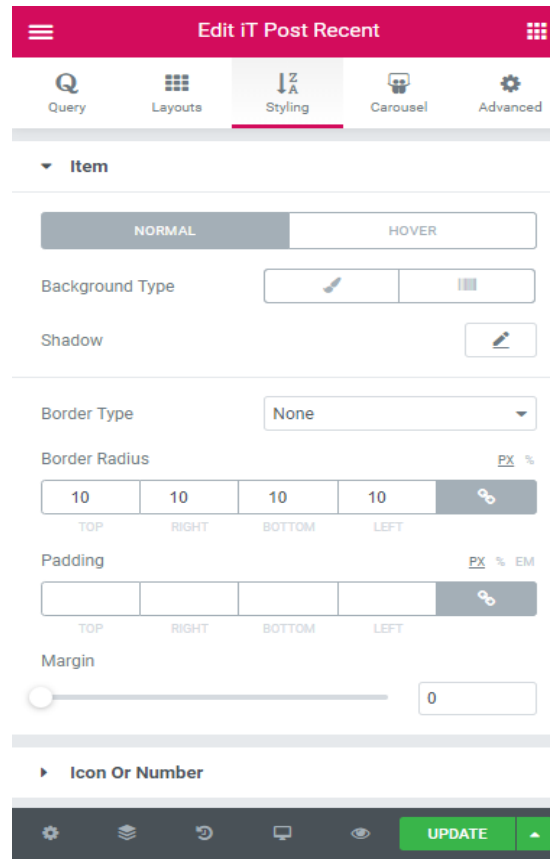 Edit iT Post Recent
Query Layouts Styling Carousel Advanced
Item
NORMAL HOVER
Background Type
Shadow
Border Type None
Border Radius PX %
10 10 10 10
TOP RIGHT BOTTOM LEFT
Padding PX % EM
TOP RIGHT BOTTOM LEFT
Margin
0
Icon Or Number
UPDATE